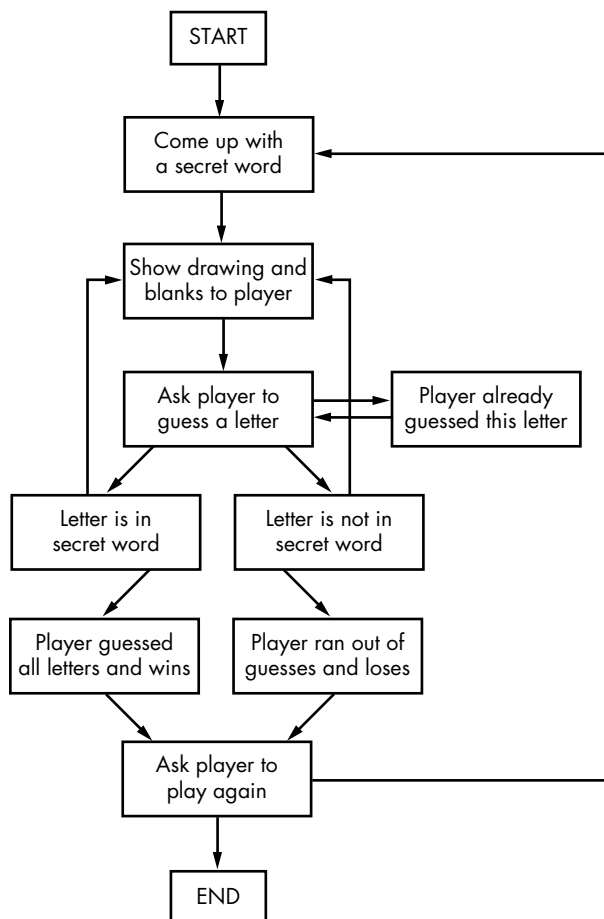 START
Come up with
a secret word
Show drawing and
blanks to player
Ask player to
guess a letter
Player already
guessed this letter
Letter is in
secret word
Letter is not in
secret word
Player guessed
all letters and wins
Player ran out of
guesses and loses
Ask player to
play again
END